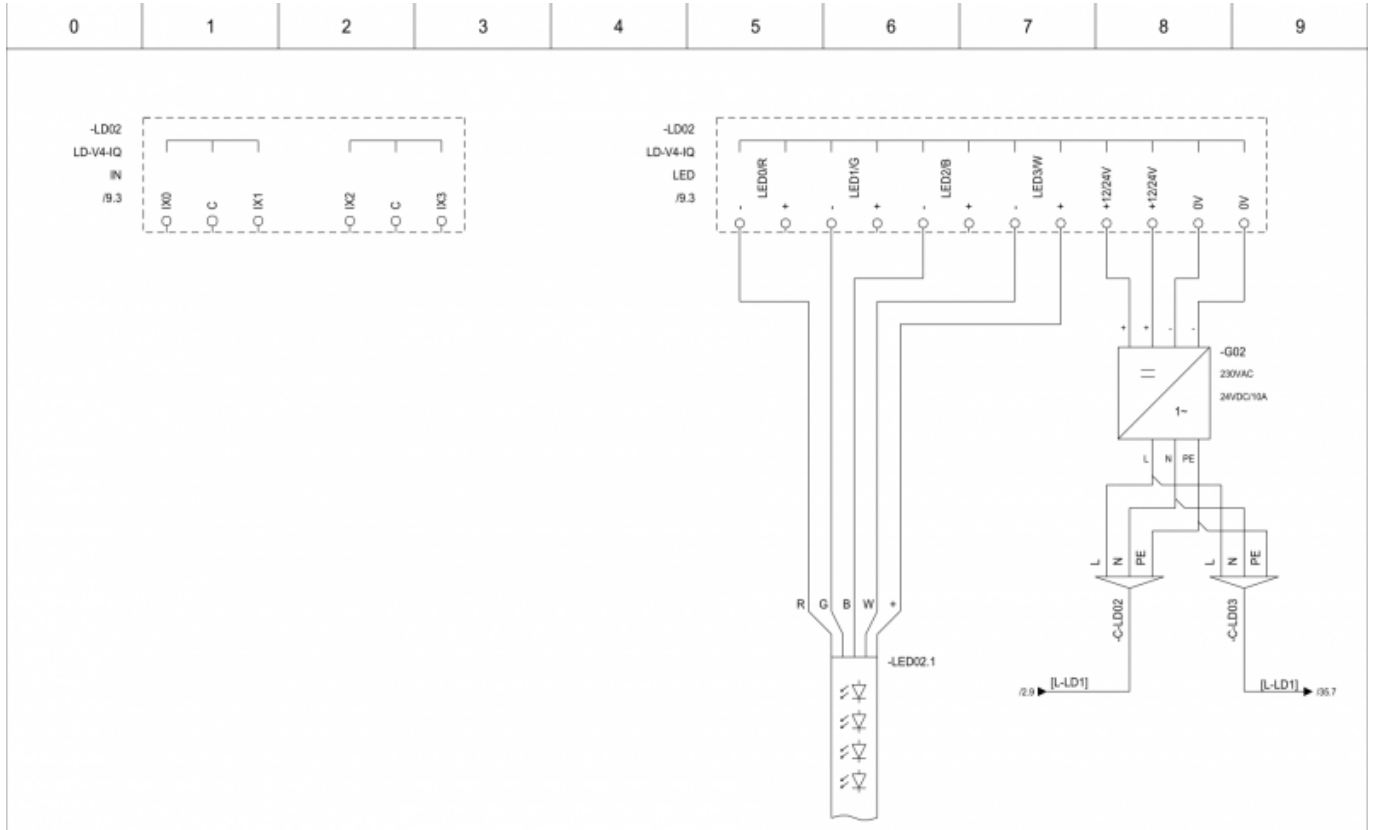 0 1 2 3 4 5 6 7 8 9
-LD02
LD-V4-IQ
IN
/9.3
IX0 C IX1 IX2 C IX3
-LD02
LD-V4-IQ
LED
/9.3
LED0/R LED1/G LED2/B LED3/W
- + - + - + - + +12/24V +12/24V 0V 0V
+ + - -
-G02
230VAC
24VDC/10A
1~
L N PE
L N PE L N PE
R G B W +
-C-LD02 -C-LD03
-LED02.1
/2.9 [L-LD1] [L-LD1] /35.7